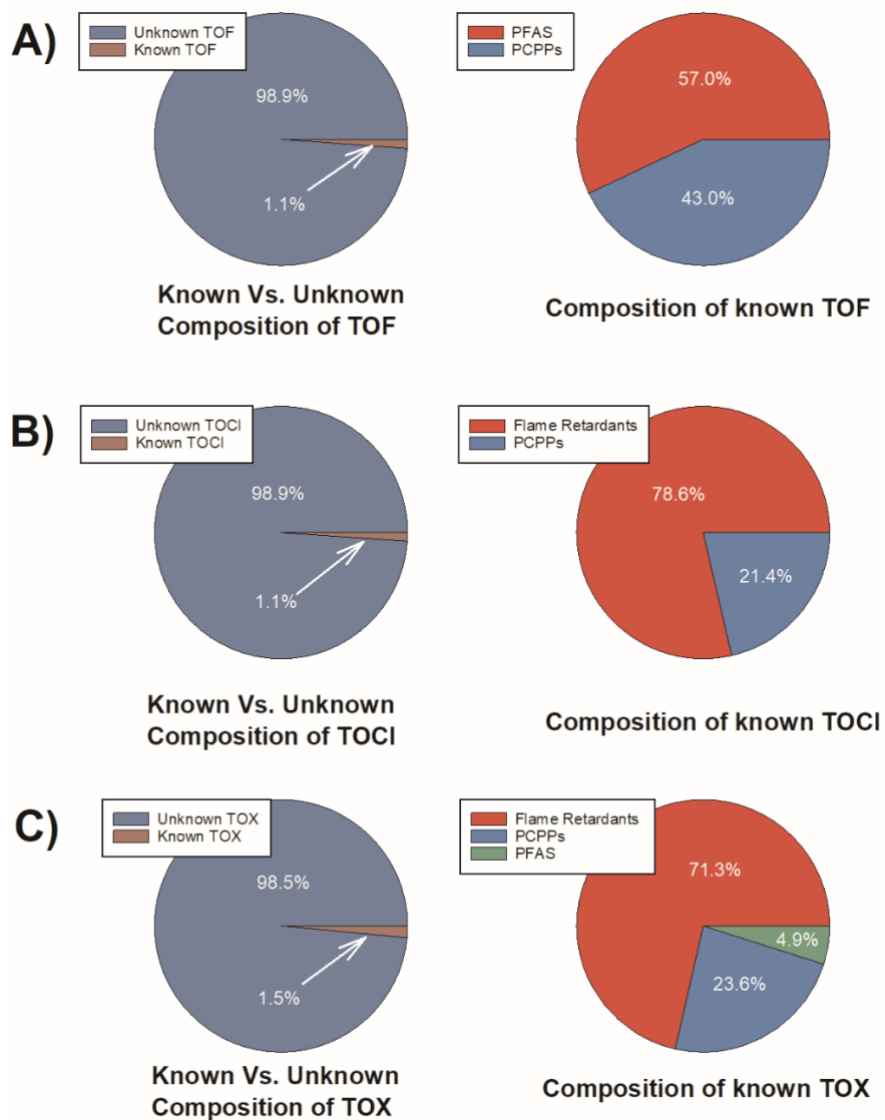 A)
Unknown TOF
Known TOF
98.9%
1.1%
Known Vs. Unknown
Composition of TOF
PFAS
PCPPs
57.0%
43.0%
Composition of known TOF
B)
Unknown TOCl
Known TOCl
98.9%
1.1%
Known Vs. Unknown
Composition of TOCl
Flame Retardants
PCPPs
78.6%
21.4%
Composition of known TOCl
C)
Unknown TOX
Known TOX
98.5%
1.5%
Known Vs. Unknown
Composition of TOX
Flame Retardants
PCPPs
PFAS
71.3%
4.9%
23.6%
Composition of known TOX